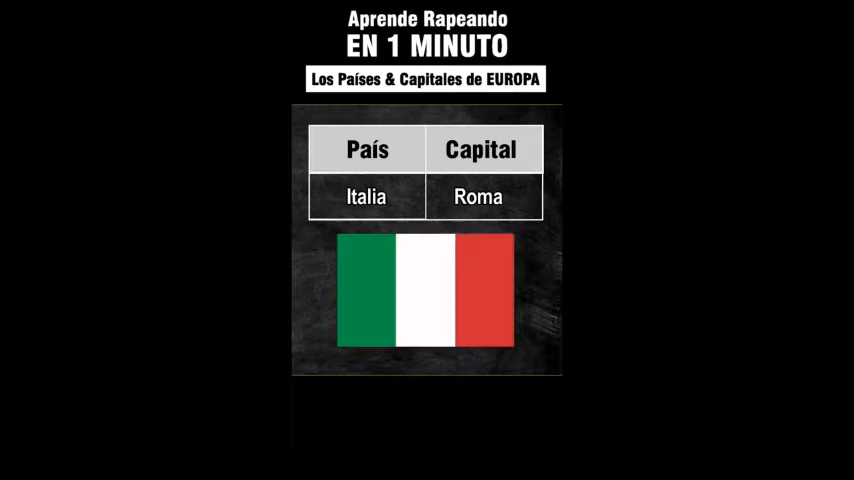 Aprende Rapeando
EN 1 MINUTO
Los Países & Capitales de EUROPA
País Capital
Italia Roma